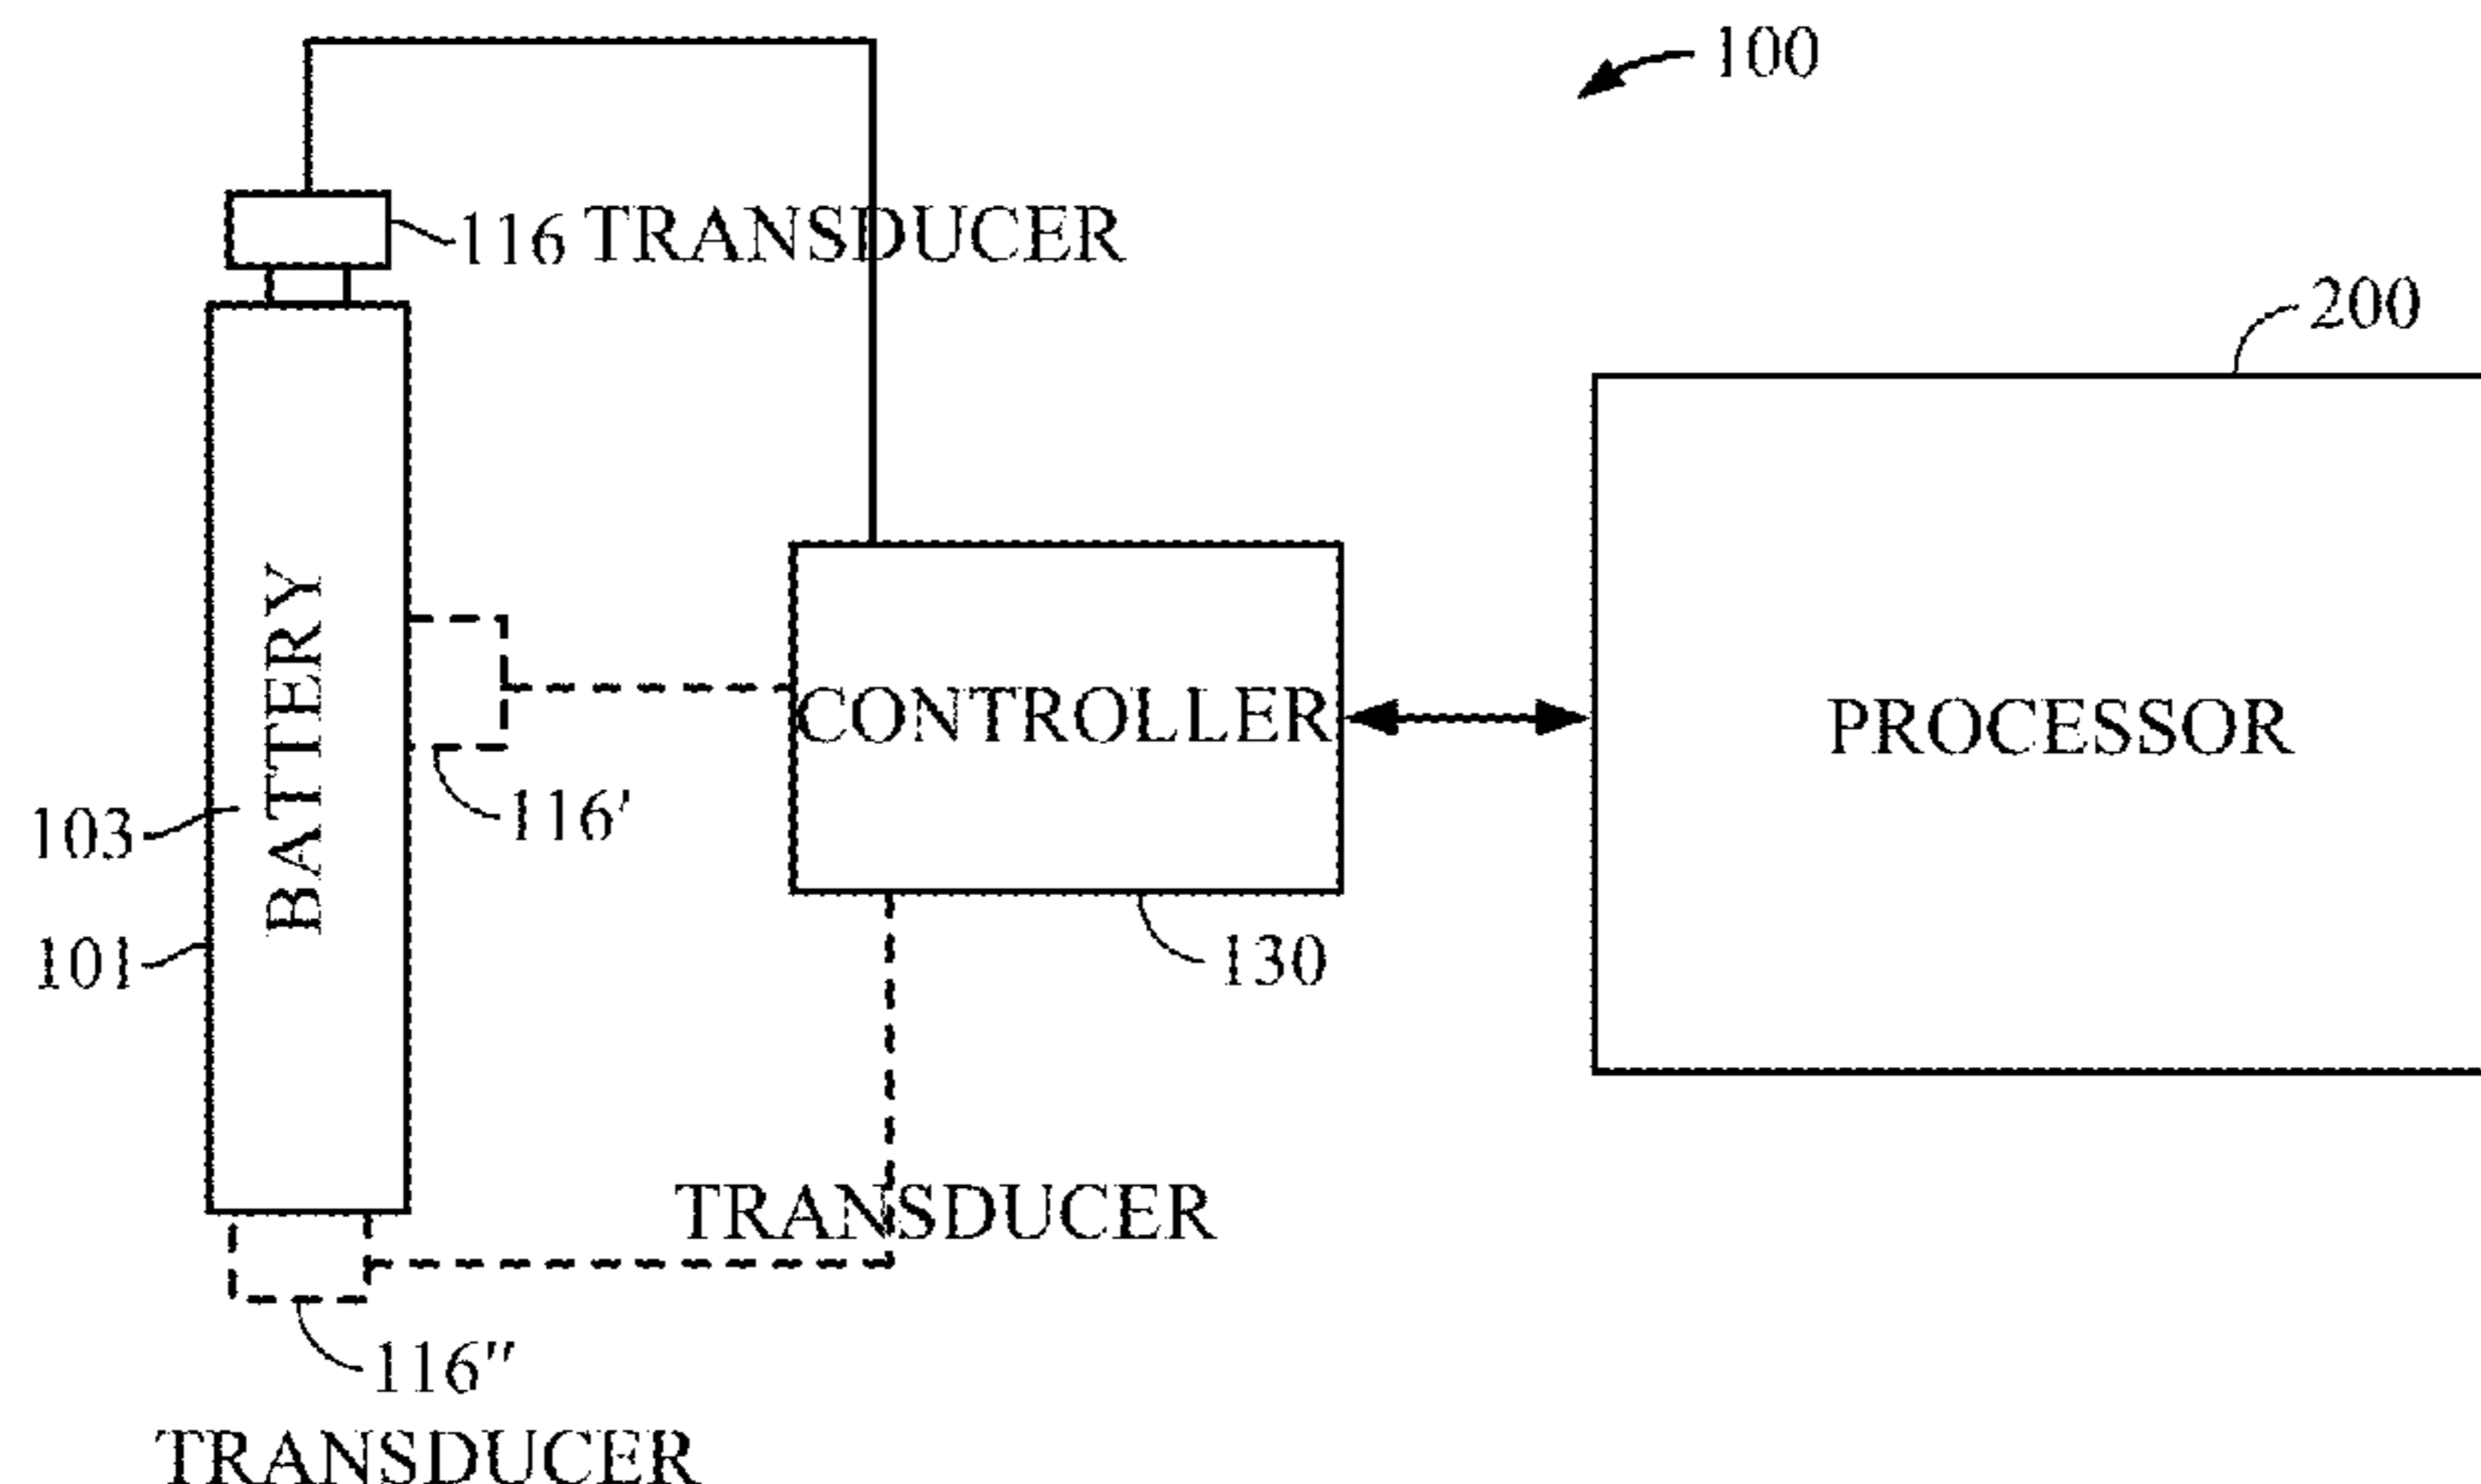 100
116 TRANSDUCER
200
BATTERY
CONTROLLER
PROCESSOR
116'
103
101
130
TRANSDUCER
116"
TRANSDUCER